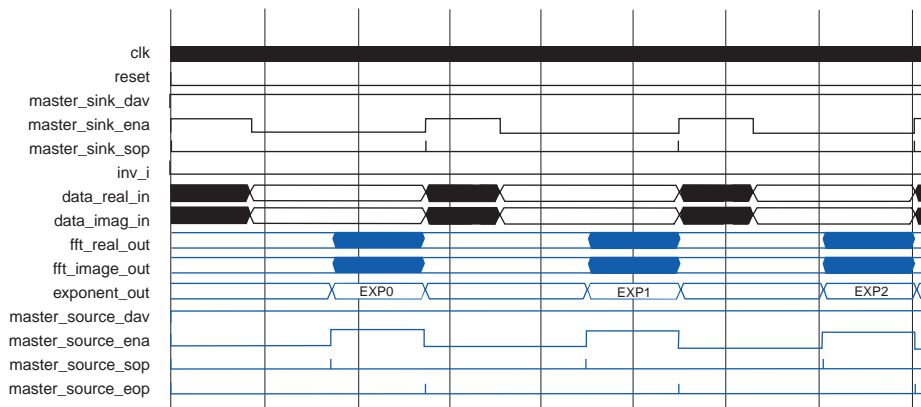 clk
reset
master_sink_dav
master_sink_ena
master_sink_sop
inv_i
data_real_in
data_imag_in
fft_real_out
fft_image_out
exponent_out EXP0 EXP1 EXP2
master_source_dav
master_source_ena
master_source_sop
master_source_eop